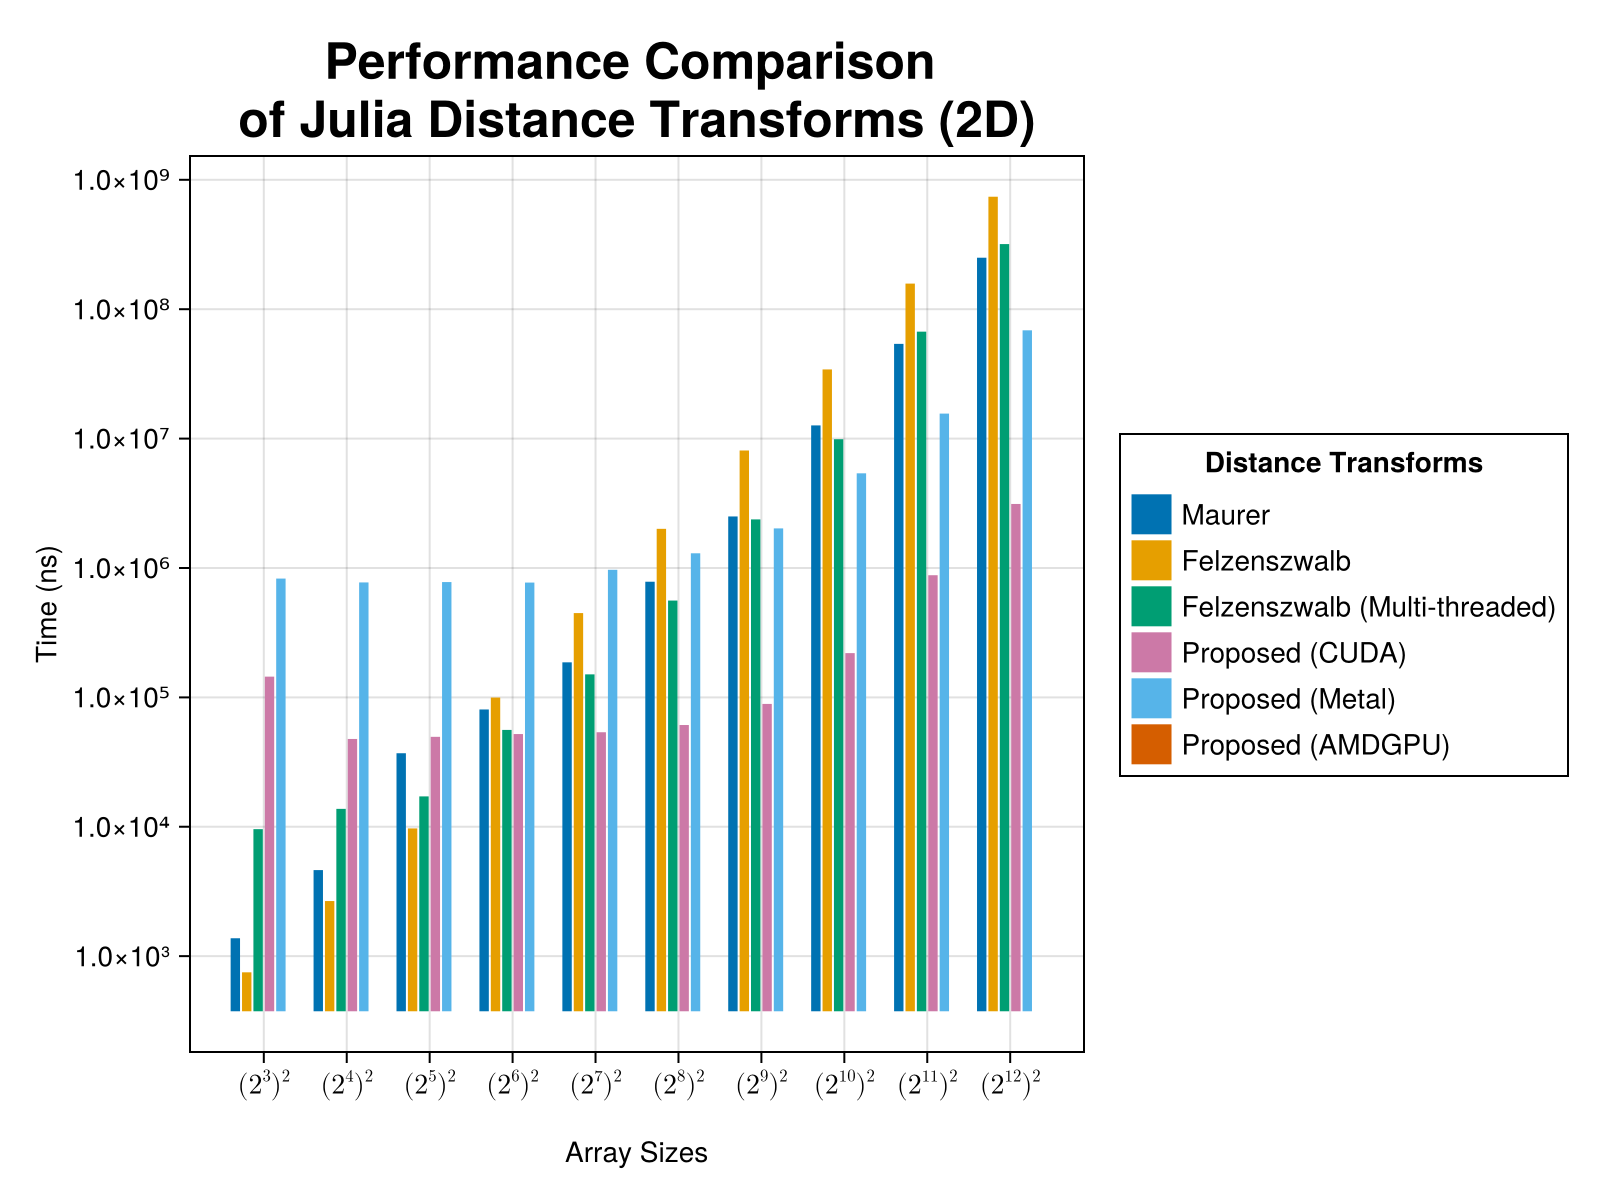 Performance Comparison
of Julia Distance Transforms (2D)
1.0×10⁹
1.0×10⁸
1.0×10⁷
1.0×10⁶
1.0×10⁵
1.0×10⁴
1.0×10³
Time (ns)
(2³)² (2⁴)² (2⁵)² (2⁶)² (2⁷)² (2⁸)² (2⁹)² (2¹⁰)² (2¹¹)² (2¹²)²
Array Sizes
Distance Transforms
Maurer
Felzenszwalb
Felzenszwalb (Multi-threaded)
Proposed (CUDA)
Proposed (Metal)
Proposed (AMDGPU)